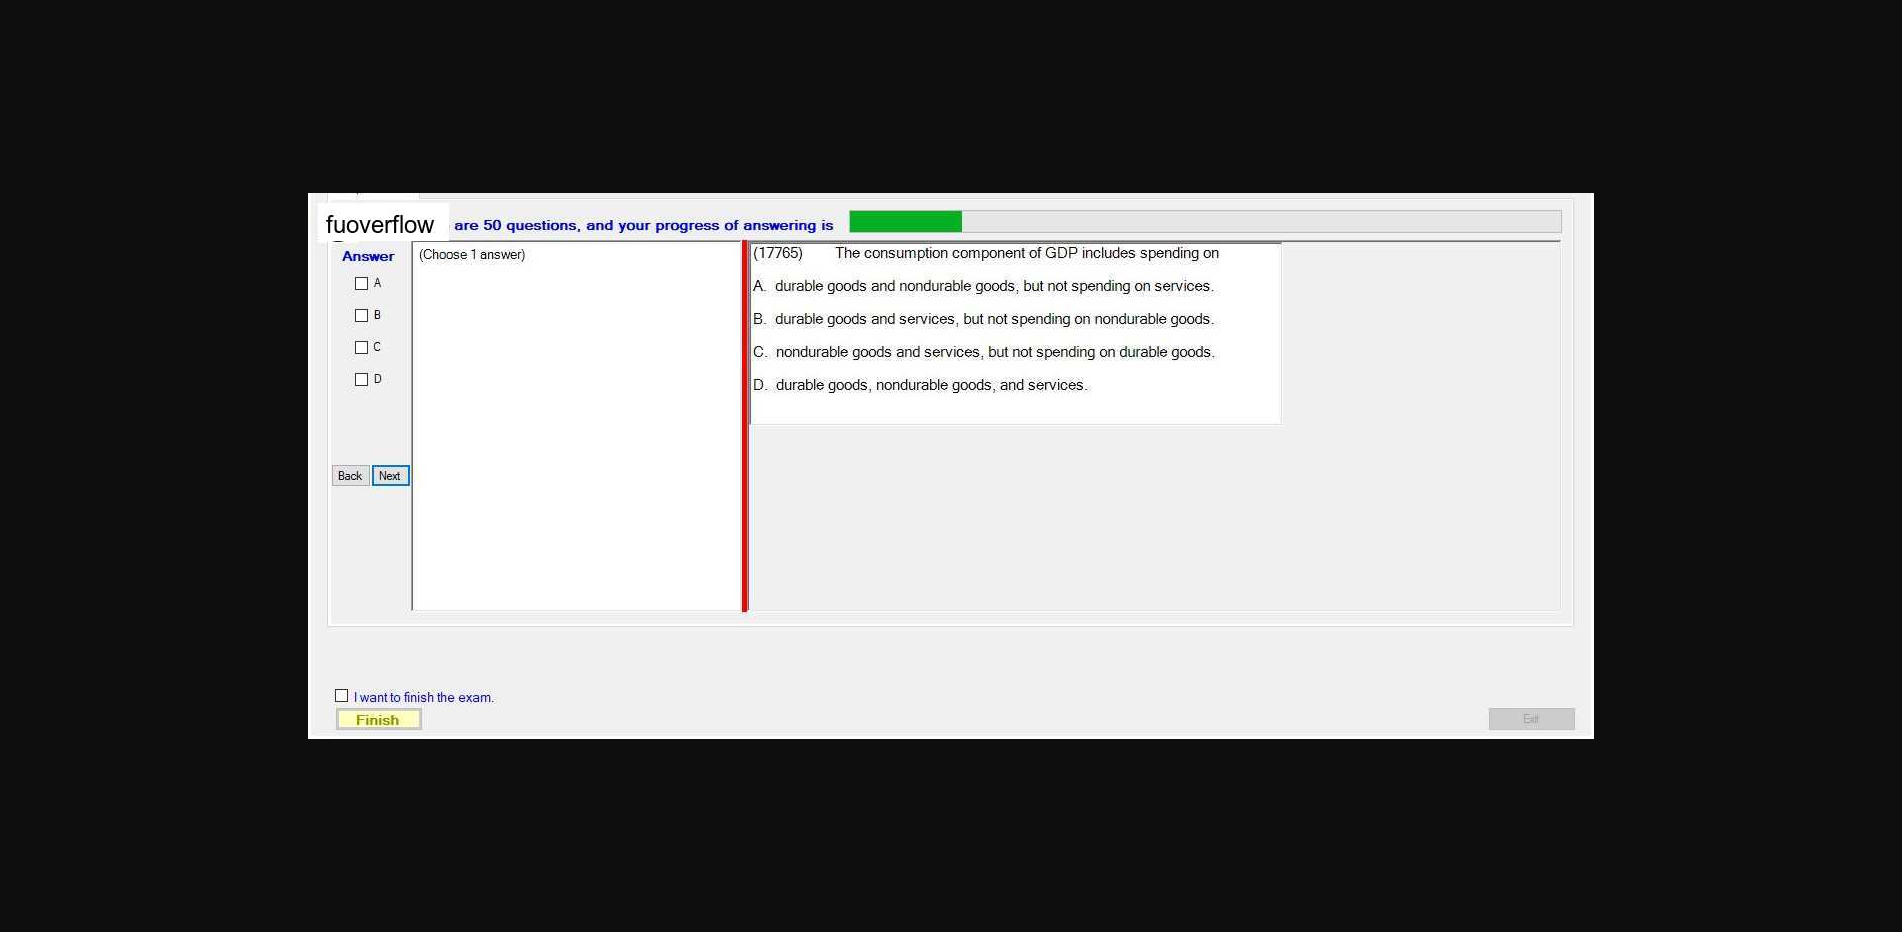 fuoverflow are 50 questions, and your progress of answering is
Answer
(Choose 1 answer)
A
B
C
D
Back Next
(17765) The consumption component of GDP includes spending on
A. durable goods and nondurable goods, but not spending on services.
B. durable goods and services, but not spending on nondurable goods.
C. nondurable goods and services, but not spending on durable goods.
D. durable goods, nondurable goods, and services.
I want to finish the exam.
Finish
Exit